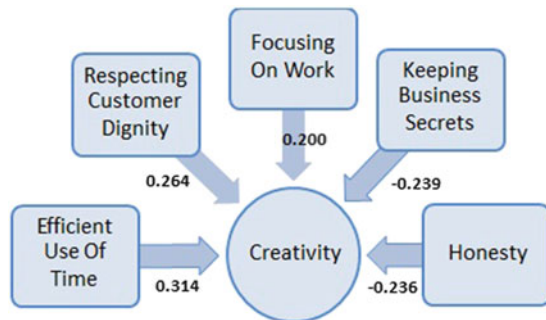 Focusing
On Work
Respecting
Customer
Dignity
Keeping
Business
Secrets
0.200
0.264
-0.239
Efficient
Use Of
Time
Creativity
Honesty
0.314
-0.236